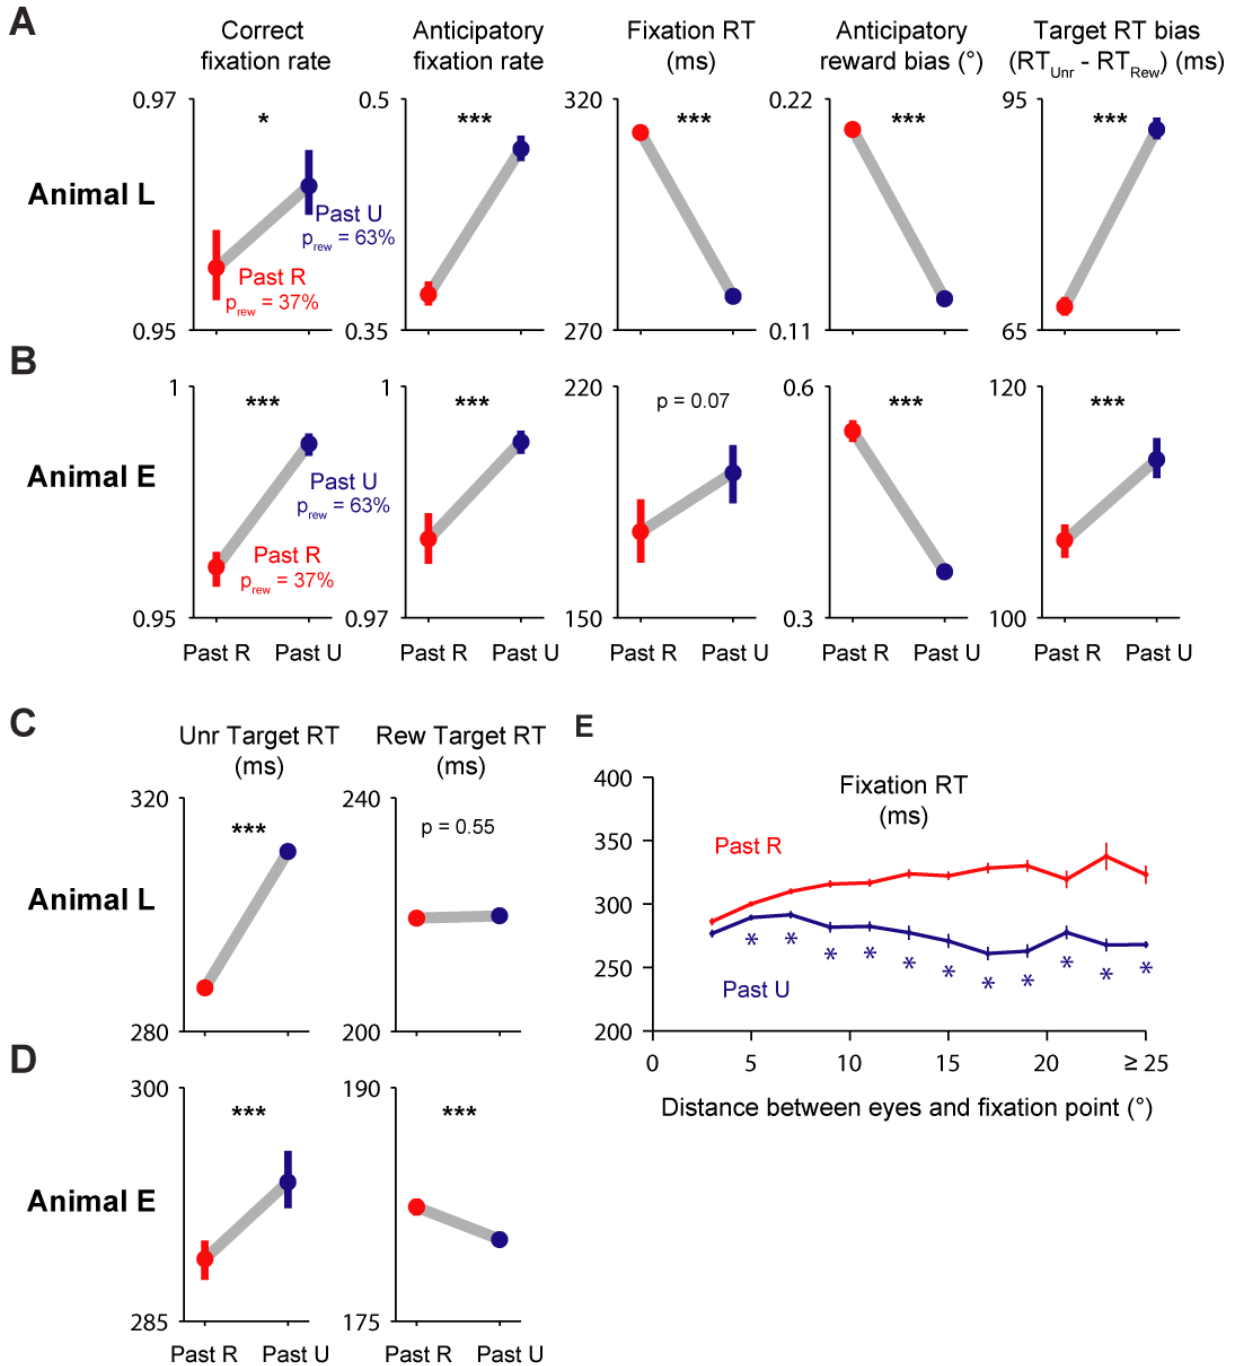 A
Correct
fixation rate
Anticipatory
fixation rate
Fixation RT
(ms)
Anticipatory
reward bias (°)
Target RT bias
(RTUnr - RTRew) (ms)
Animal L
0.97
0.95
*
Past U
prew = 63%
Past R
prew = 37%
0.5
0.35
***
320
270
***
0.22
0.11
***
95
65
***
B
Animal E
1
0.95
***
Past U
prew = 63%
Past R
prew = 37%
1
0.97
***
220
150
p = 0.07
0.6
0.3
***
120
100
***
Past R Past U
Past R Past U
Past R Past U
Past R Past U
Past R Past U
C
Unr Target RT
(ms)
Rew Target RT
(ms)
Animal L
320
280
***
240
200
p = 0.55
D
Animal E
300
285
***
190
175
***
Past R Past U
Past R Past U
E
Fixation RT
(ms)
400
350
300
250
200
Past R
Past U
* * * * * * * * * * *
0 5 10 15 20 ≥ 25
Distance between eyes and fixation point (°)